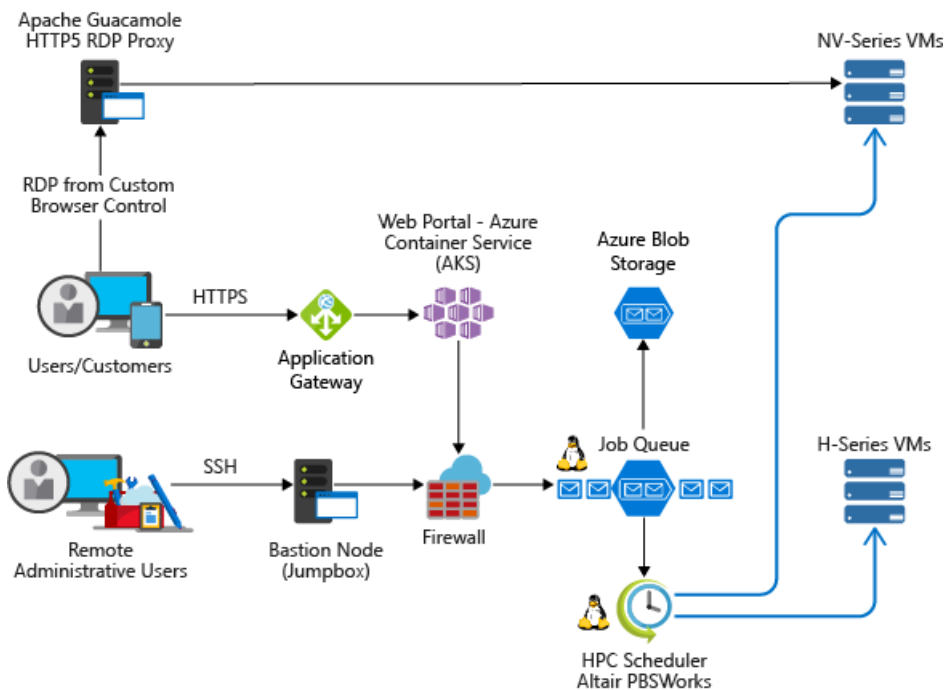 Apache Guacamole
HTTP5 RDP Proxy
NV-Series VMs
RDP from Custom
Browser Control
Web Portal - Azure
Container Service
(AKS)
Azure Blob
Storage
HTTPS
Users/Customers
Application
Gateway
Job Queue
H-Series VMs
SSH
Firewall
Remote
Administrative Users
Bastion Node
(Jumpbox)
HPC Scheduler
Altair PBSWorks